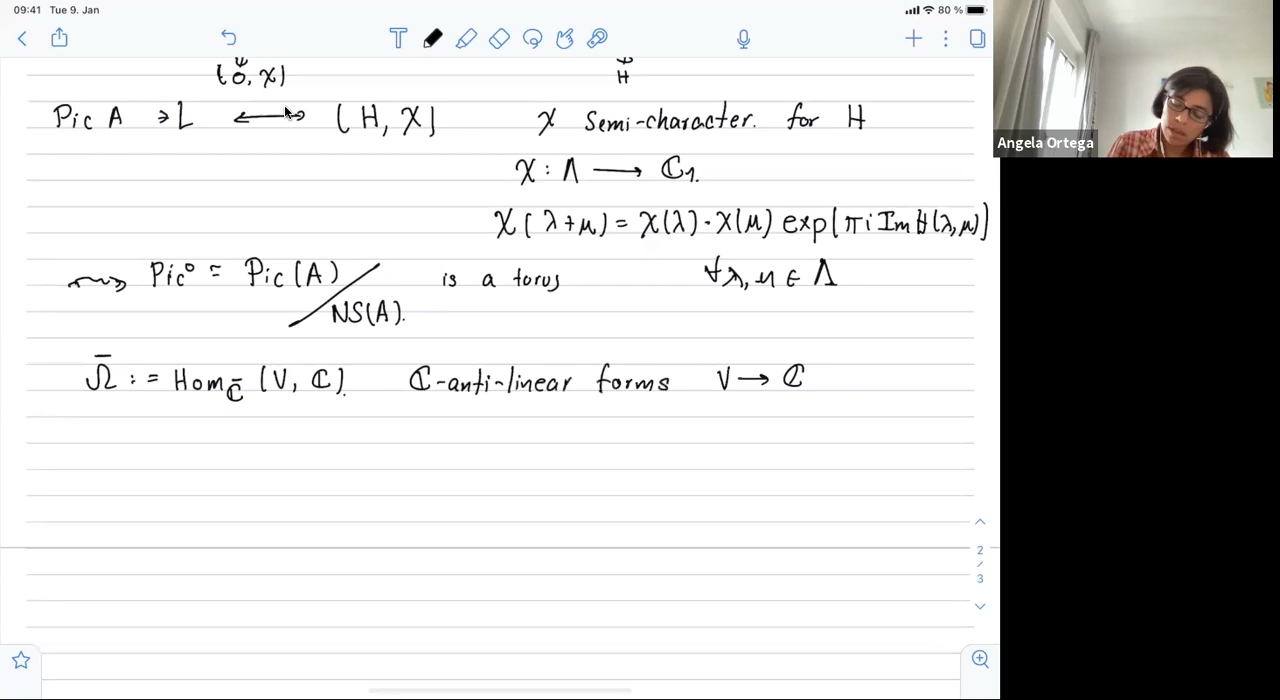 09:41 Tue 9. Jan
80 %
(0, χ)
H
Pic A ∋ L ⟷ (H, χ) χ Semi-character. for H
χ : Λ ⟶ ℂ₁.
χ(λ+μ) = χ(λ)·χ(μ) exp(πi Im H(λ,μ))
⇝ Pic⁰ = Pic(A) / NS(A). is a torus ∀λ,μ ∈ Λ
Ω̄ := Hom_ℂ̄ (V, ℂ). ℂ-anti-linear forms V ⟶ ℂ
2
/
3
Angela Ortega